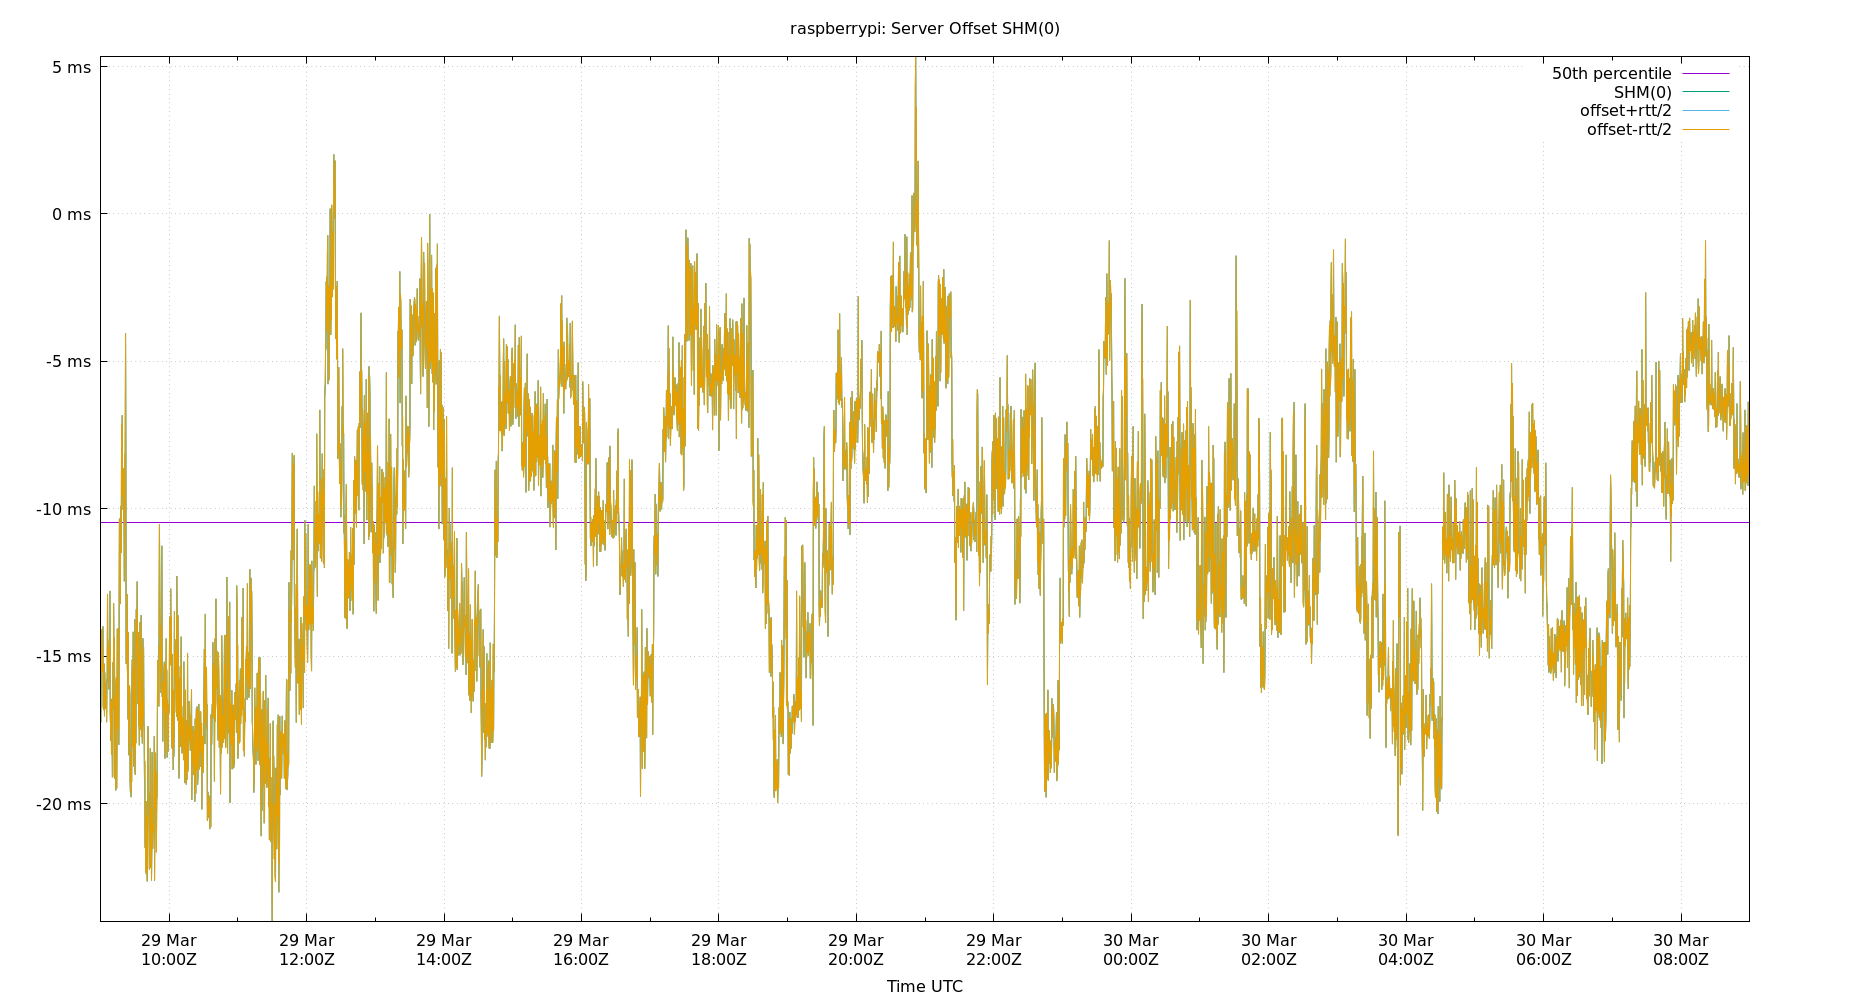 raspberrypi: Server Offset SHM(0)
50th percentile
SHM(0)
offset+rtt/2
offset-rtt/2
5 ms
0 ms
-5 ms
-10 ms
-15 ms
-20 ms
29 Mar 29 Mar 29 Mar 29 Mar 29 Mar 29 Mar 29 Mar 30 Mar 30 Mar 30 Mar 30 Mar 30 Mar
10:00Z 12:00Z 14:00Z 16:00Z 18:00Z 20:00Z 22:00Z 00:00Z 02:00Z 04:00Z 06:00Z 08:00Z
Time UTC